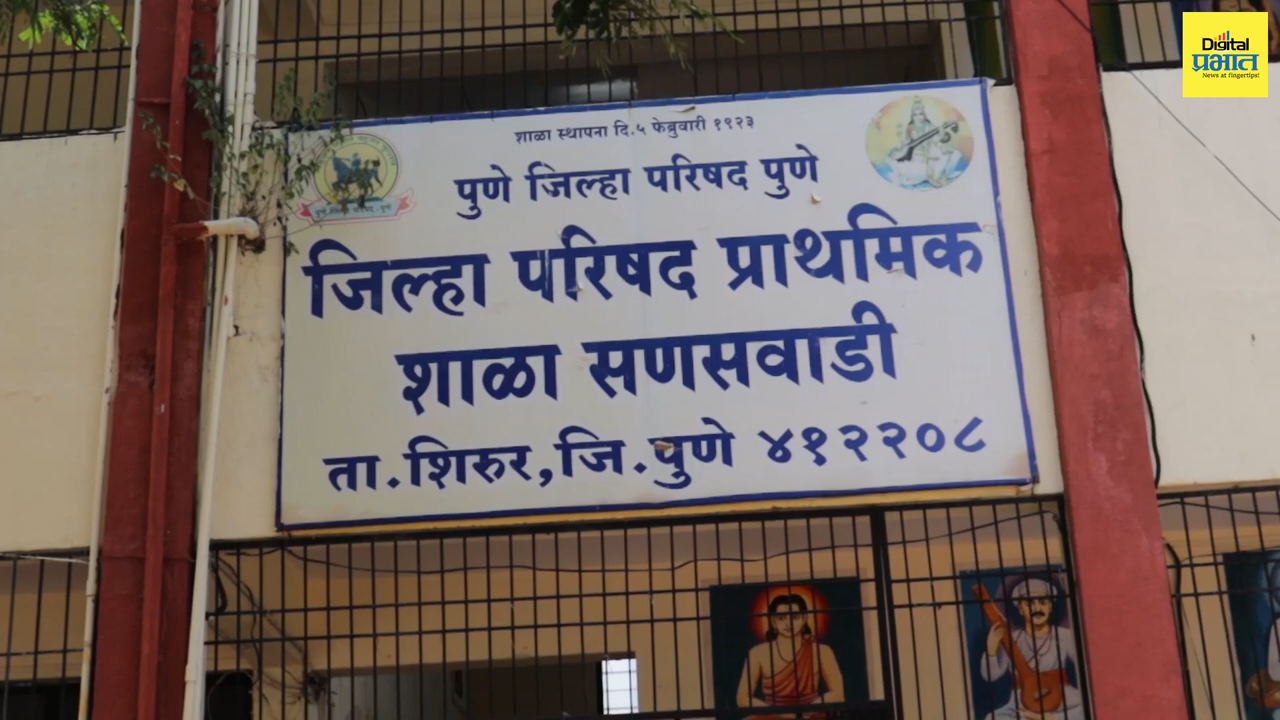 शाळा स्थापना दि.५ फेब्रुवारी १९२३
पुणे जिल्हा परिषद पुणे
जिल्हा परिषद प्राथमिक
शाळा सणसवाडी
ता.शिरुर,जि.पुणे ४१२२०८
Digital
प्रभात
News at fingertips!